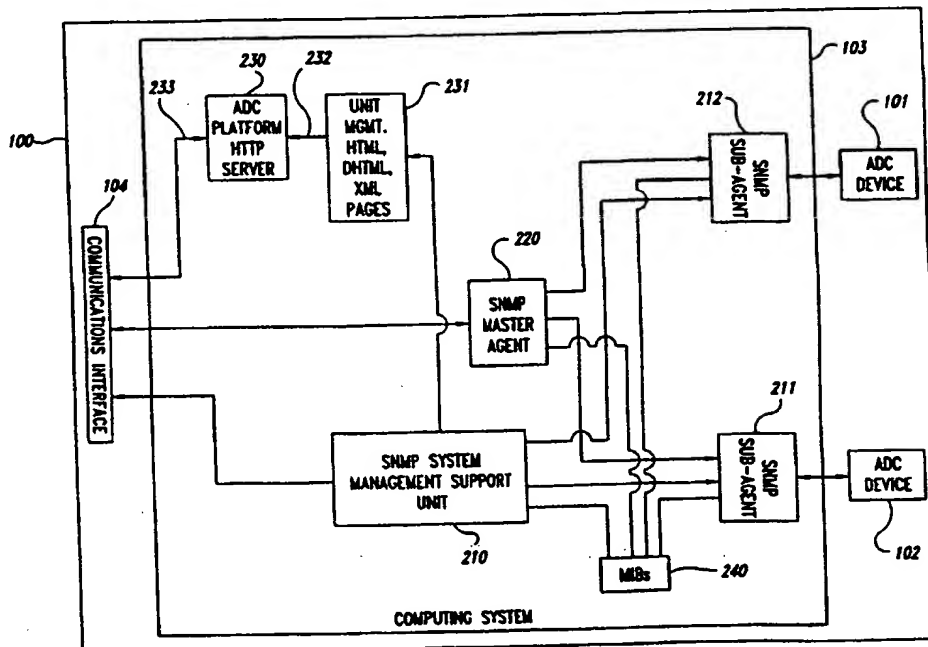 100
104
COMMUNICATIONS INTERFACE
233
230
ADC
PLATFORM
HTTP
SERVER
232
231
UNIT
MGMT.
HTML,
DHTML,
XML
PAGES
220
SNMP
MASTER
AGENT
SNMP SYSTEM
MANAGEMENT SUPPORT
UNIT
210
MIBs
240
212
SNMP
SUB-AGENT
211
SNMP
SUB-AGENT
103
101
ADC
DEVICE
ADC
DEVICE
102
COMPUTING SYSTEM